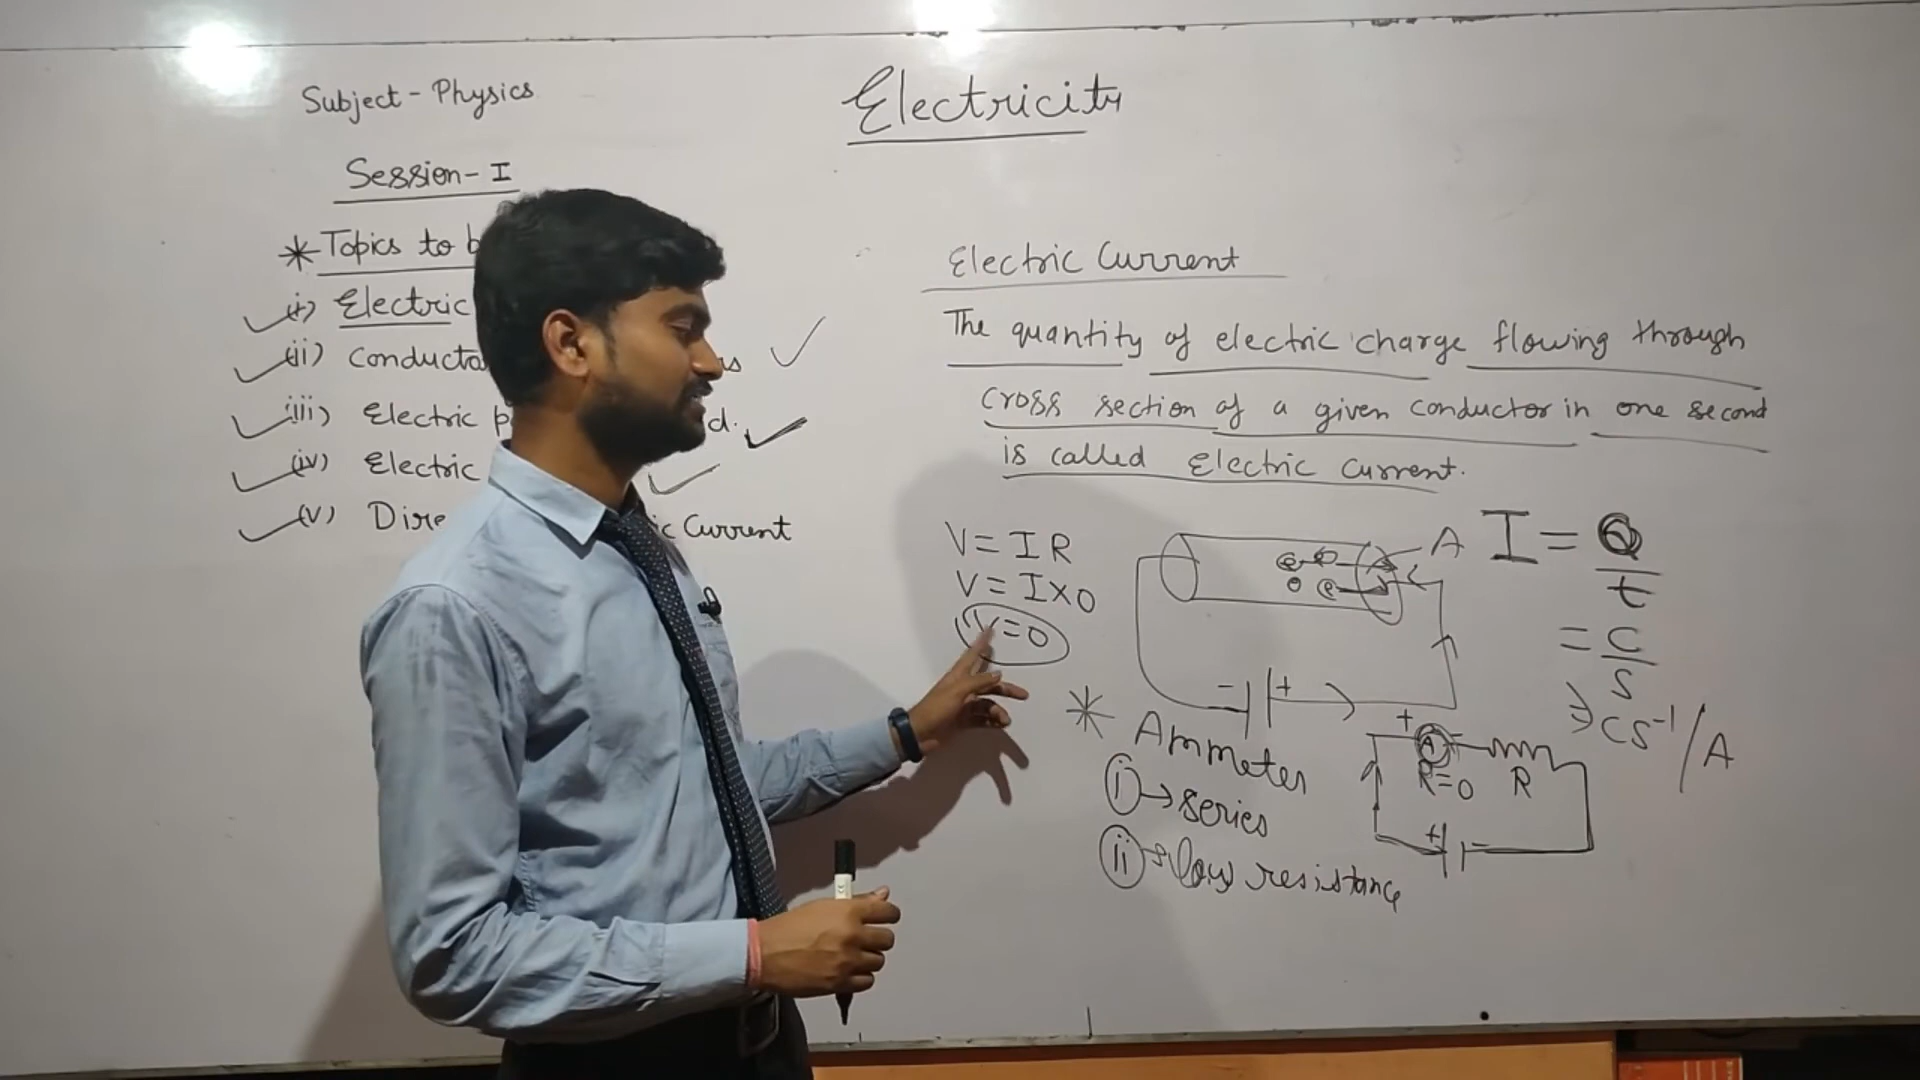 Subject - Physics
Electricity
Session - I
* Topics to b
(i) Electric
(ii) Conducto
(iii) Electric p d.
(iv) Electric
(v) Dire c Current
Electric Current
The quantity of electric charge flowing through
cross section of a given conductor in one second
is called Electric Current.
V = I R
V = I × 0
V = 0
A
I = Q/t
= C/S
⇒ CS⁻¹/A
- +
* Ammeter
(i) → series
(ii) → low resistance
+ A -
R = 0 R
+ -